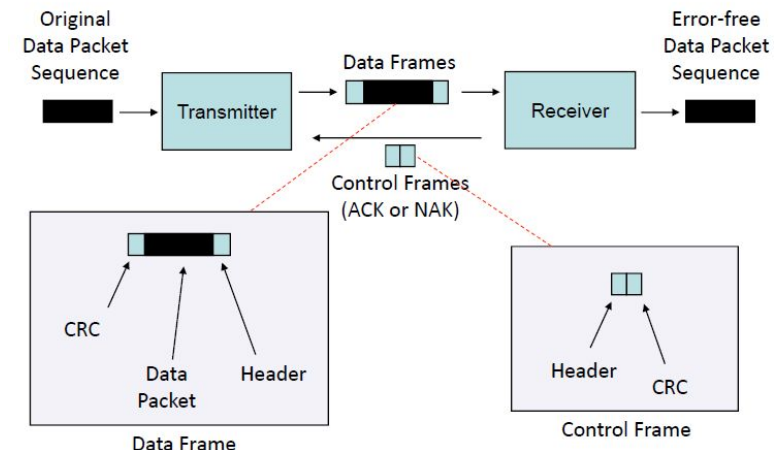 Original
Data Packet
Sequence
Error-free
Data Packet
Sequence
Data Frames
Transmitter
Receiver
Control Frames
(ACK or NAK)
CRC
Data
Packet
Header
Data Frame
Header
CRC
Control Frame